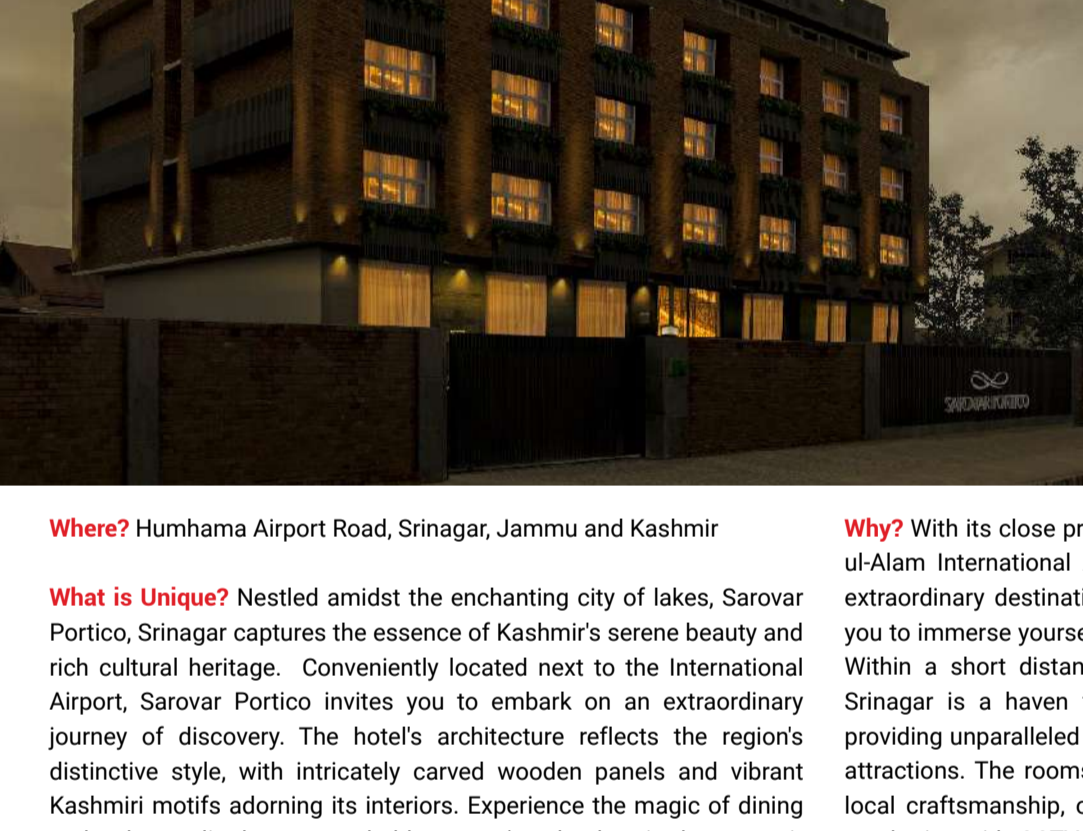 SAROVAR PORTICO
Where? Humhama Airport Road, Srinagar, Jammu and Kashmir
What is Unique? Nestled amidst the enchanting city of lakes, Sarovar
Portico, Srinagar captures the essence of Kashmir's serene beauty and
rich cultural heritage. Conveniently located next to the International
Airport, Sarovar Portico invites you to embark on an extraordinary
journey of discovery. The hotel's architecture reflects the region's
distinctive style, with intricately carved wooden panels and vibrant
Kashmiri motifs adorning its interiors. Experience the magic of dining
Why? With its close pr
ul-Alam International
extraordinary destinati
you to immerse yourse
Within a short distan
Srinagar is a haven
providing unparalleled
attractions. The rooms
local craftsmanship,